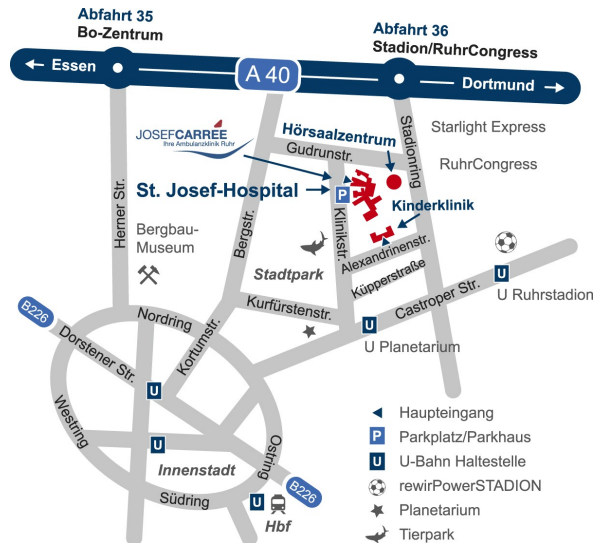 Abfahrt 35
Bo-Zentrum
Abfahrt 36
Stadion/RuhrCongress
← Essen
A 40
Dortmund →
JOSEFCARRÉE
Ihre Ambulanzklinik Ruhr
Hörsaalzentrum
Gudrunstr.
Stadionring
Starlight Express
RuhrCongress
St. Josef-Hospital
P
Kinderklinik
Herner Str.
Bergstr.
Klinikstr.
Bergbau-
Museum
Stadtpark
Alexandrinenstr.
Küpperstraße
Castroper Str.
U
U Ruhrstadion
Kurfürstenstr.
U
U Planetarium
B226
Nordring
Dorstener Str.
Kortumstr.
U
Westring
U
Innenstadt
Ostring
Südring
U
Hbf
B226
Haupteingang
P Parkplatz/Parkhaus
U U-Bahn Haltestelle
rewirPowerSTADION
Planetarium
Tierpark